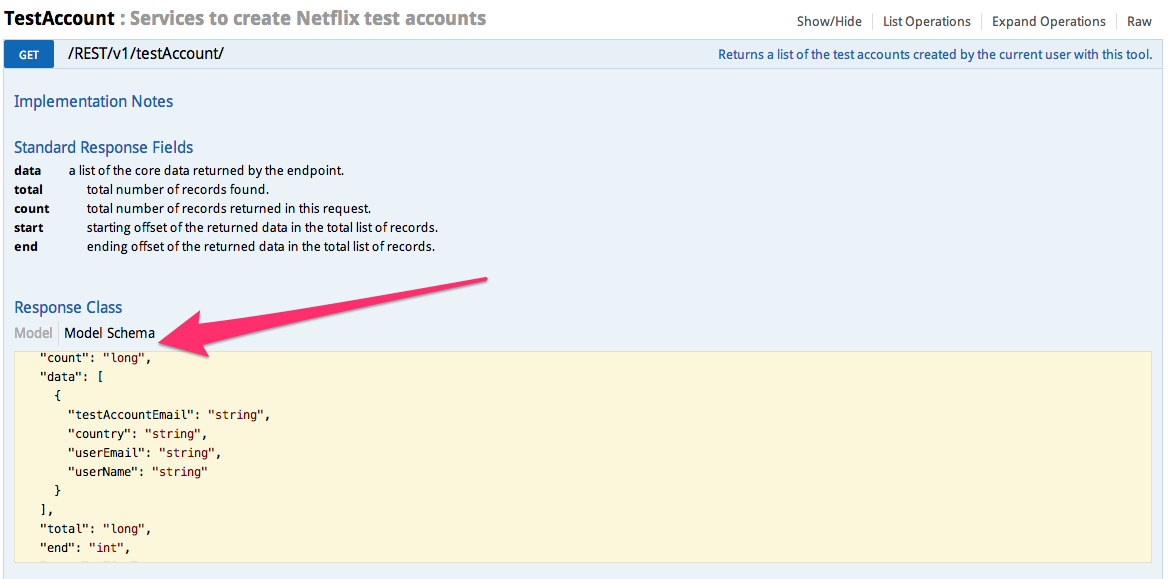 TestAccount : Services to create Netflix test accounts
Show/Hide List Operations Expand Operations Raw
GET /REST/v1/testAccount/ Returns a list of the test accounts created by the current user with this tool.
Implementation Notes
Standard Response Fields
data a list of the core data returned by the endpoint.
total total number of records found.
count total number of records returned in this request.
start starting offset of the returned data in the total list of records.
end ending offset of the returned data in the total list of records.
Response Class
Model Model Schema
"count": "long",
"data": [
{
"testAccountEmail": "string",
"country": "string",
"userEmail": "string",
"userName": "string"
}
],
"total": "long",
"end": "int",